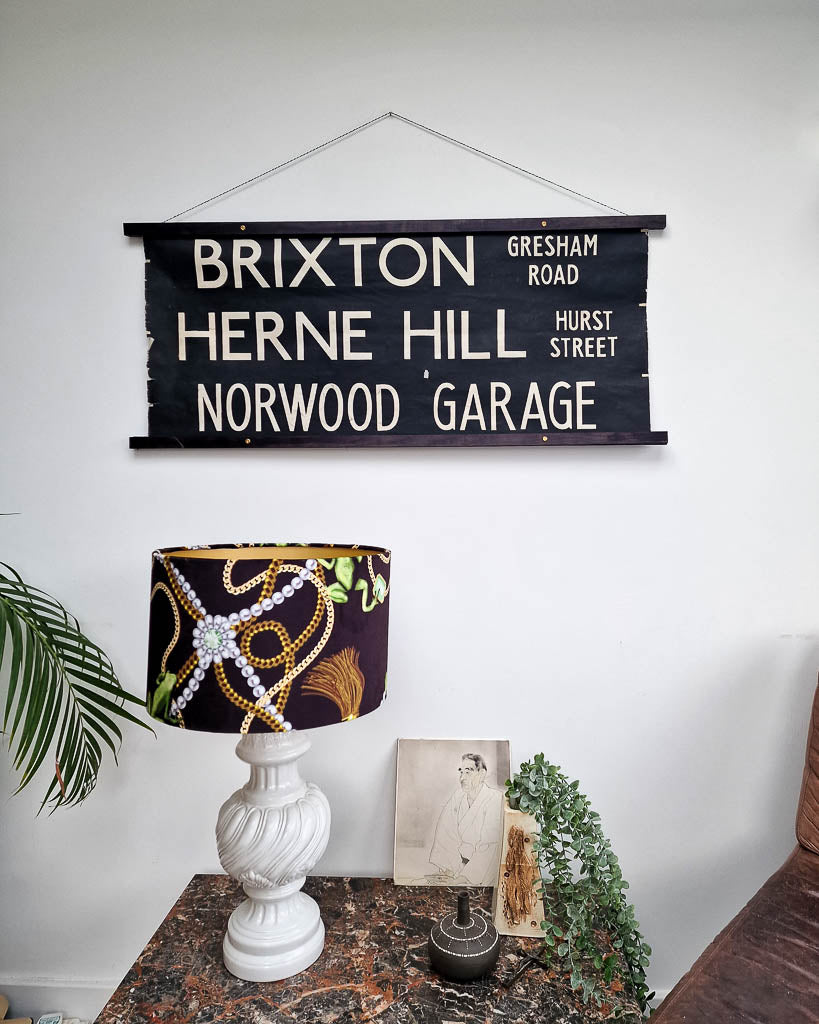 BRIXTON GRESHAM ROAD
HERNE HILL HURST STREET
NORWOOD GARAGE